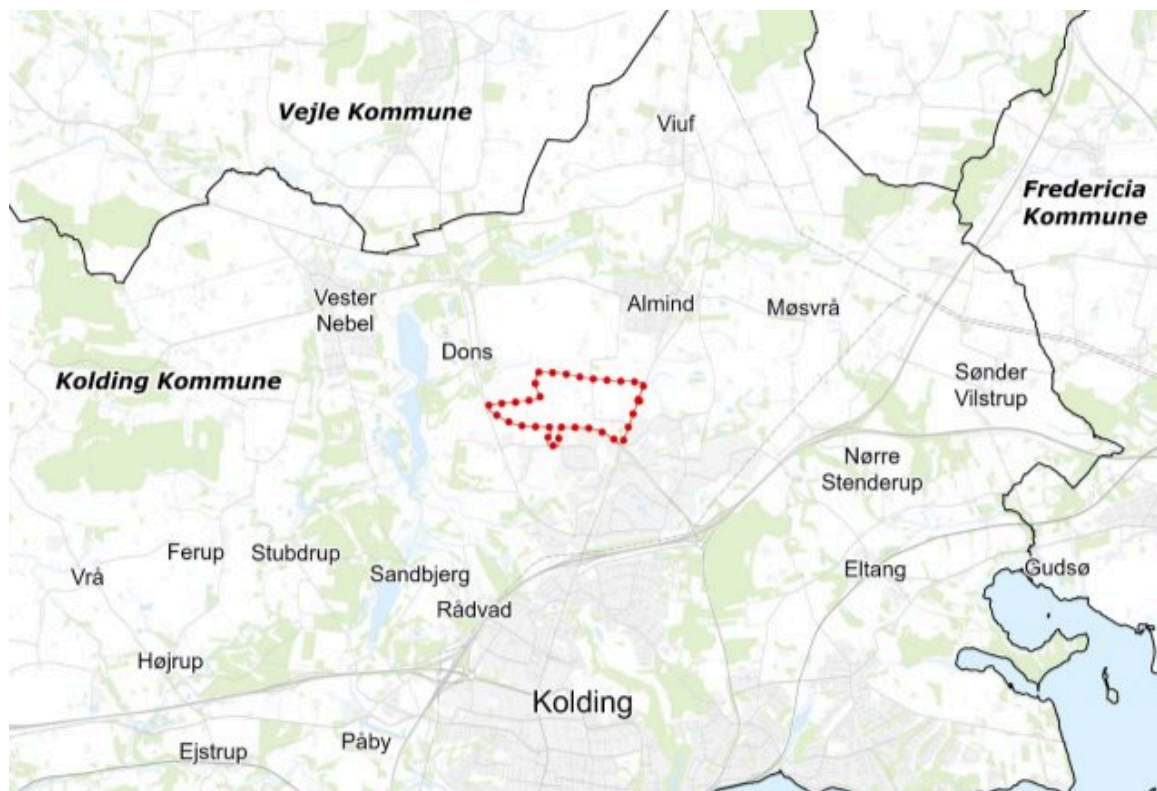 Vejle Kommune
Viuf
Fredericia
Kommune
Vester
Nebel
Almind
Møsvrå
Dons
Kolding Kommune
Sønder
Vilstrup
Nørre
Stenderup
Ferup
Stubdrup
Vrå
Sandbjerg
Eltang
Gudsø
Rådvad
Højrup
Kolding
Påby
Ejstrup